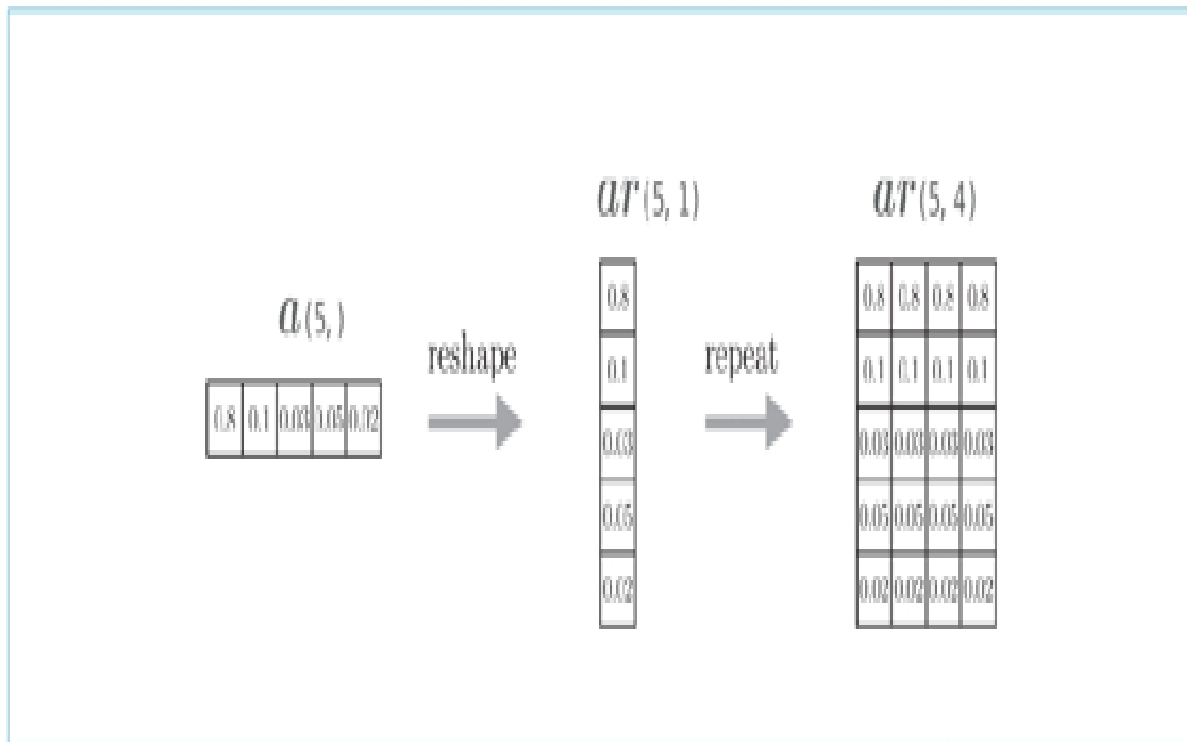 a(5, )
0.8 0.1 0.03 0.05 0.02
reshape
ar(5, 1)
0.8
0.1
0.03
0.05
0.02
repeat
ar(5, 4)
0.8 0.8 0.8 0.8
0.1 0.1 0.1 0.1
0.03 0.03 0.03 0.03
0.05 0.05 0.05 0.05
0.02 0.02 0.02 0.02